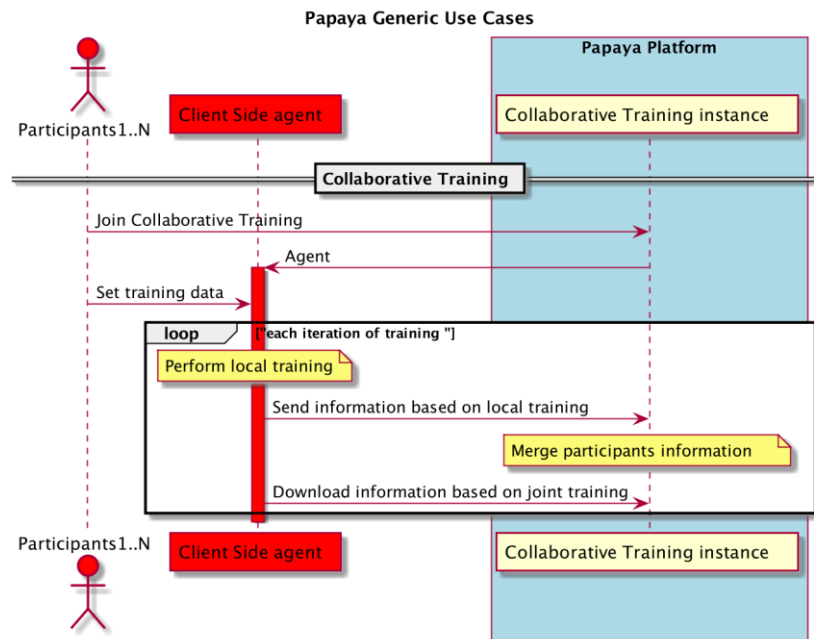 Papaya Generic Use Cases
Papaya Platform
Participants1..N
Client Side agent
Collaborative Training instance
Collaborative Training
Join Collaborative Training
Agent
Set training data
loop ["each iteration of training "]
Perform local training
Send information based on local training
Merge participants information
Download information based on joint training
Participants1..N
Client Side agent
Collaborative Training instance